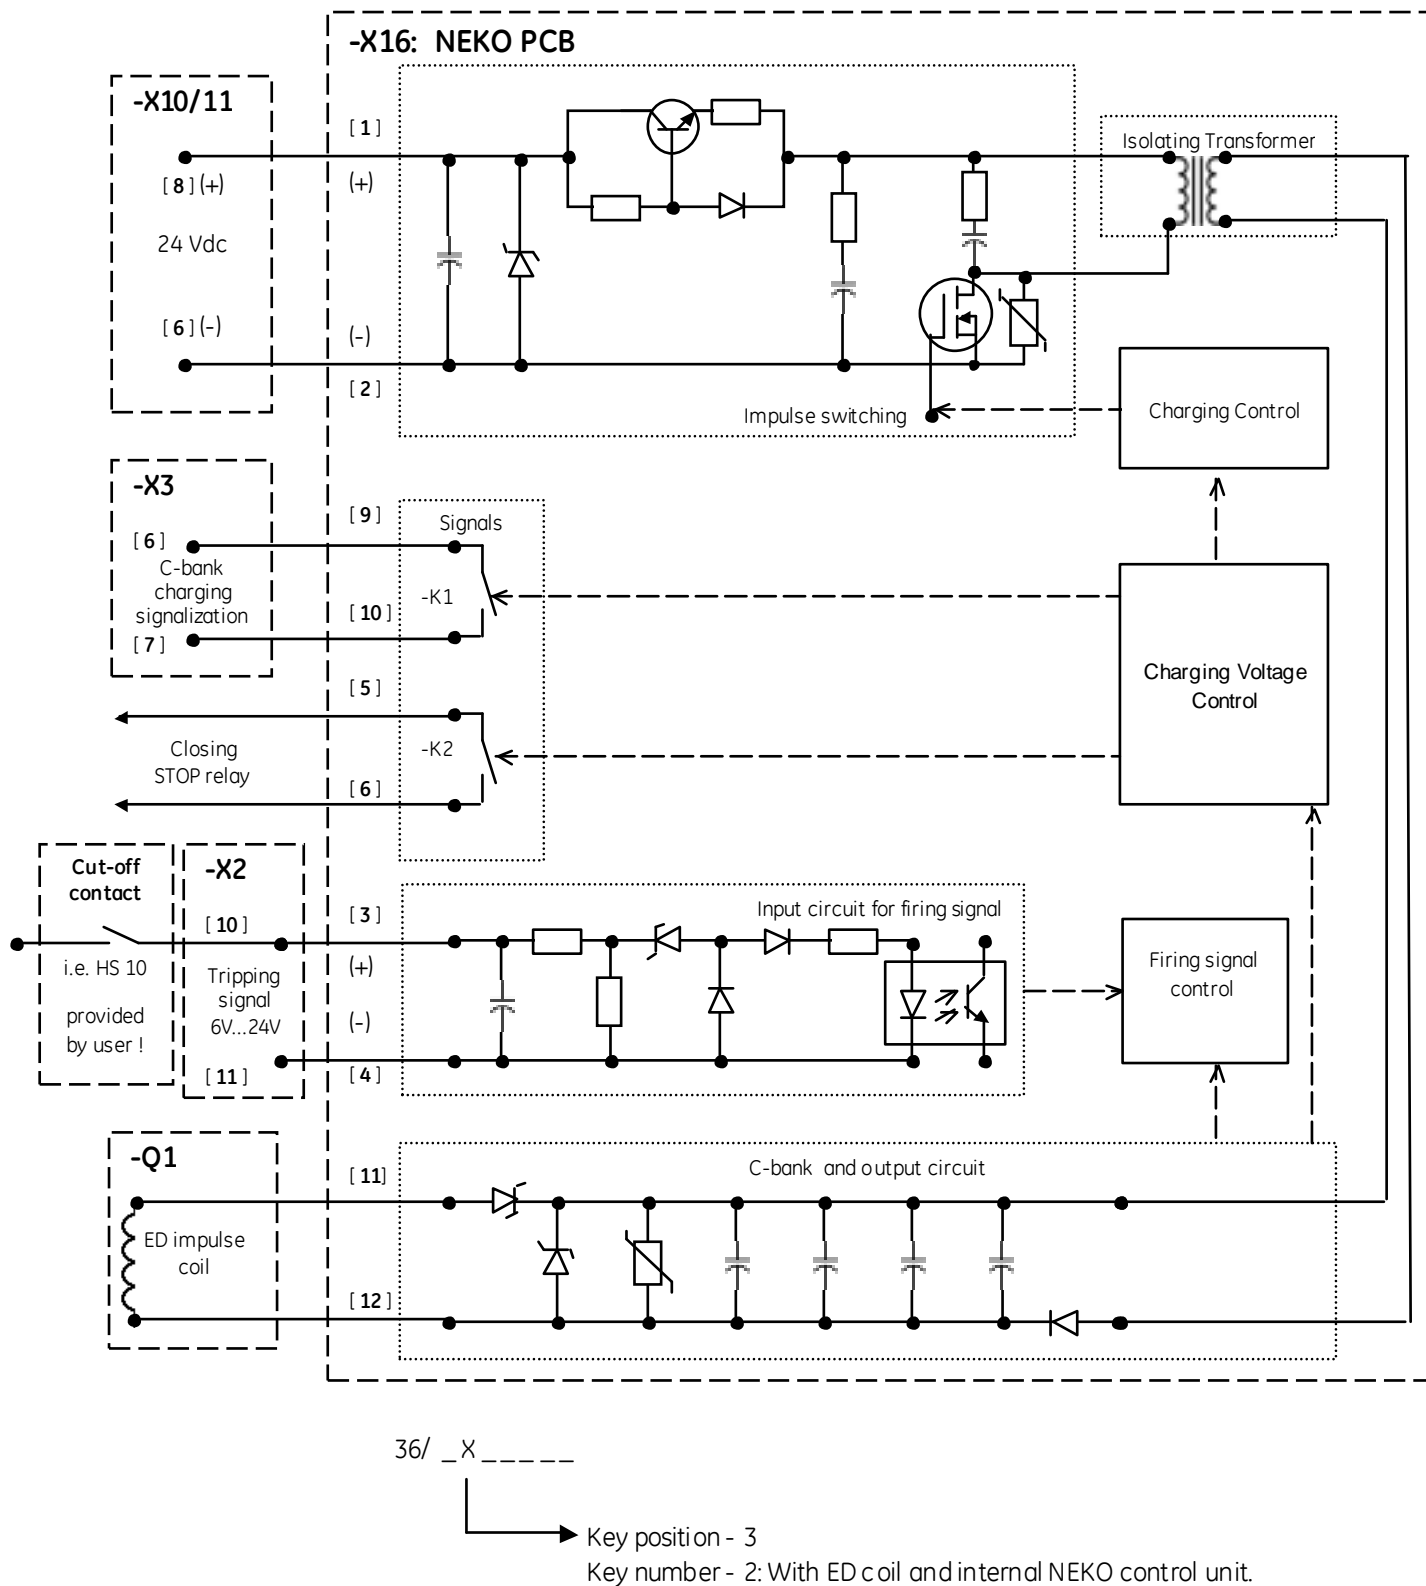 -X16: NEKO PCB
-X10/11
[ 1 ]
(+)
[ 8 ] (+)
24 Vdc
[ 6 ] (-)
(-)
[ 2 ]
Isolating Transformer
Impulse switching
Charging Control
-X3
[ 6 ]
C-bank
charging
signalization
[ 7 ]
[ 9 ]
[ 10 ]
Signals
-K1
[ 5 ]
-K2
[ 6 ]
Closing
STOP relay
Charging Voltage
Control
Cut-off
contact
i.e. HS 10
provided
by user !
-X2
[ 10 ]
Tripping
signal
6V...24V
[ 11 ]
[ 3 ]
(+)
(-)
[ 4 ]
Input circuit for firing signal
Firing signal
control
-Q1
ED impulse
coil
[ 11]
[ 12 ]
C-bank and output circuit
36/ _ X _ _ _ _ _
Key position - 3
Key number - 2: With ED coil and internal NEKO control unit.